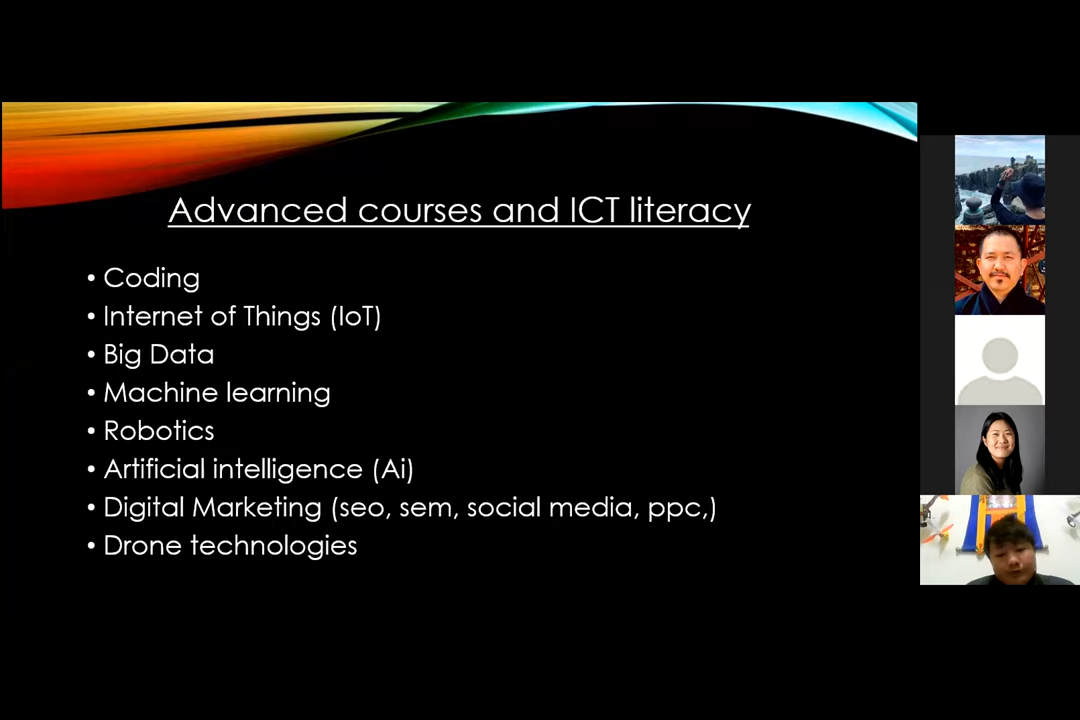 Advanced courses and ICT literacy
• Coding
• Internet of Things (IoT)
• Big Data
• Machine learning
• Robotics
• Artificial intelligence (Ai)
• Digital Marketing (seo, sem, social media, ppc,)
• Drone technologies